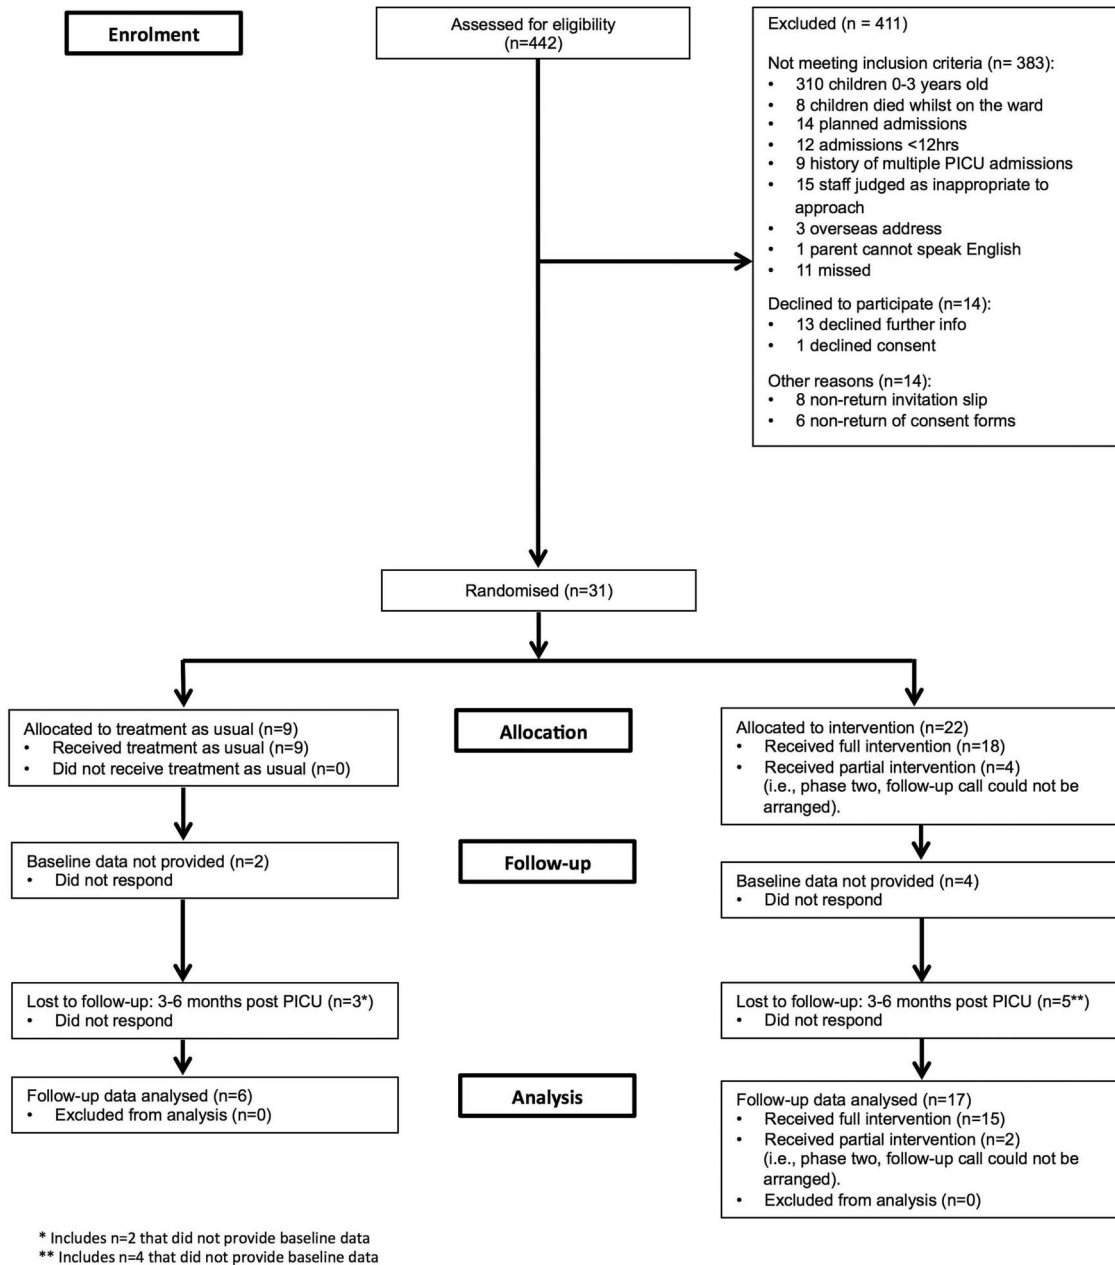 Enrolment
Assessed for eligibility
(n=442)
Excluded (n = 411)
Not meeting inclusion criteria (n= 383):
• 310 children 0-3 years old
• 8 children died whilst on the ward
• 14 planned admissions
• 12 admissions <12hrs
• 9 history of multiple PICU admissions
• 15 staff judged as inappropriate to
approach
• 3 overseas address
• 1 parent cannot speak English
• 11 missed
Declined to participate (n=14):
• 13 declined further info
• 1 declined consent
Other reasons (n=14):
• 8 non-return invitation slip
• 6 non-return of consent forms
Randomised (n=31)
Allocation
Allocated to treatment as usual (n=9)
• Received treatment as usual (n=9)
• Did not receive treatment as usual (n=0)
Allocated to intervention (n=22)
• Received full intervention (n=18)
• Received partial intervention (n=4)
(i.e., phase two, follow-up call could not be
arranged).
Follow-up
Baseline data not provided (n=2)
• Did not respond
Baseline data not provided (n=4)
• Did not respond
Lost to follow-up: 3-6 months post PICU (n=3*)
• Did not respond
Lost to follow-up: 3-6 months post PICU (n=5**)
• Did not respond
Analysis
Follow-up data analysed (n=6)
• Excluded from analysis (n=0)
Follow-up data analysed (n=17)
• Received full intervention (n=15)
• Received partial intervention (n=2)
(i.e., phase two, follow-up call could not be
arranged).
• Excluded from analysis (n=0)
* Includes n=2 that did not provide baseline data
** Includes n=4 that did not provide baseline data